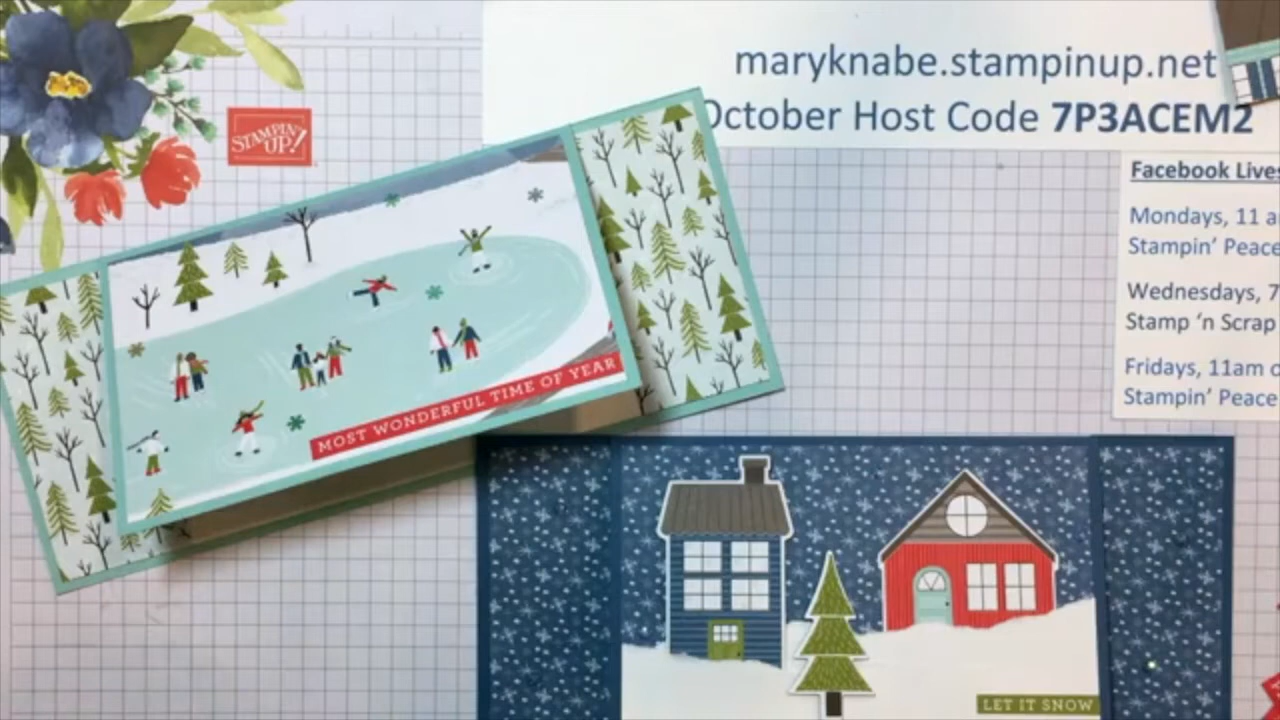 maryknabe.stampinup.net
October Host Code 7P3ACEM2
STAMPIN' UP!
Facebook Lives
Mondays, 11 a
Stampin' Peace
Wednesdays, 7
Stamp 'n Scrap
Fridays, 11am o
Stampin' Peace
MOST WONDERFUL TIME OF YEAR
LET IT SNOW